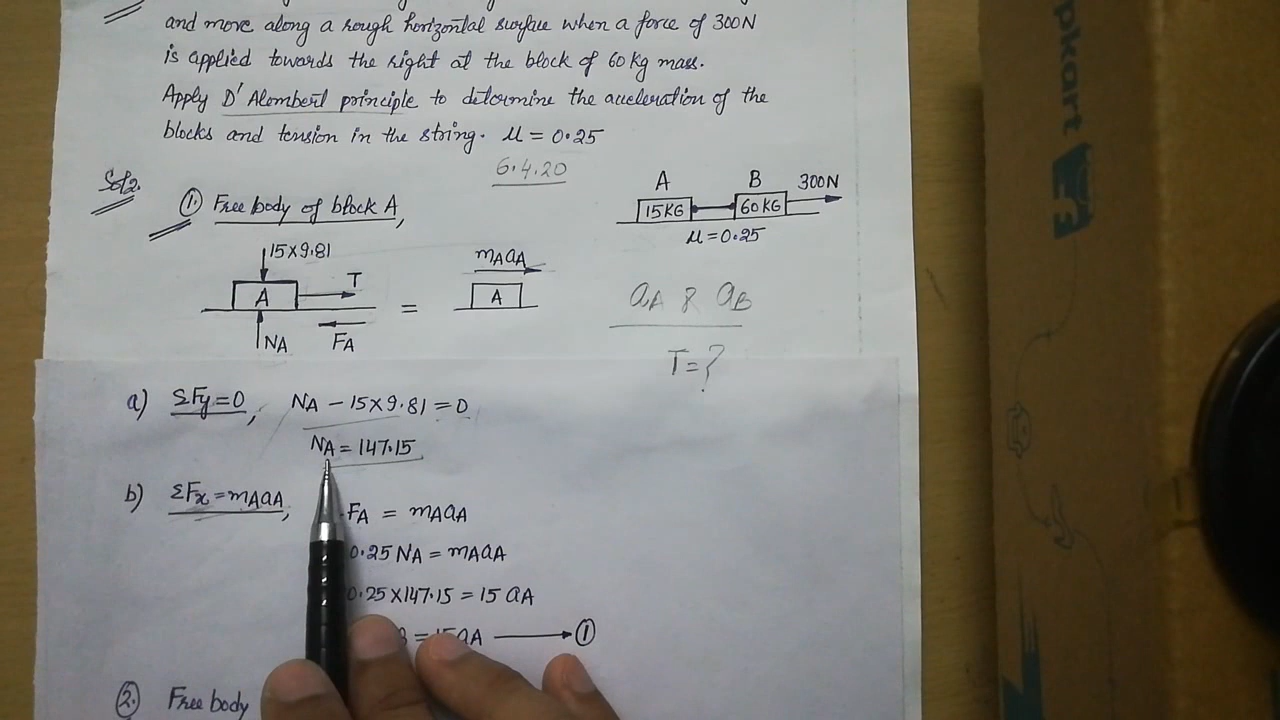 and move along a rough horizontal surface when a force of 300N
is applied towards the right at the block of 60 kg mass.
Apply D'Alembert principle to determine the acceleration of the
blocks and tension in the string. μ = 0.25
6.4.20
Sol2.
① Free body of block A,
A B 300N
15KG 60KG
μ=0.25
15×9.81
A T
NA FA
=
mAaA
A
aA & aB
T=?
a) ΣFy=0, NA − 15×9.81 = 0
NA = 147.15
b) ΣFx = mAaA,
FA = mAaA
0.25 NA = mAaA
0.25×147.15 = 15 aA
= 15aA ①
②. Free body
pkart